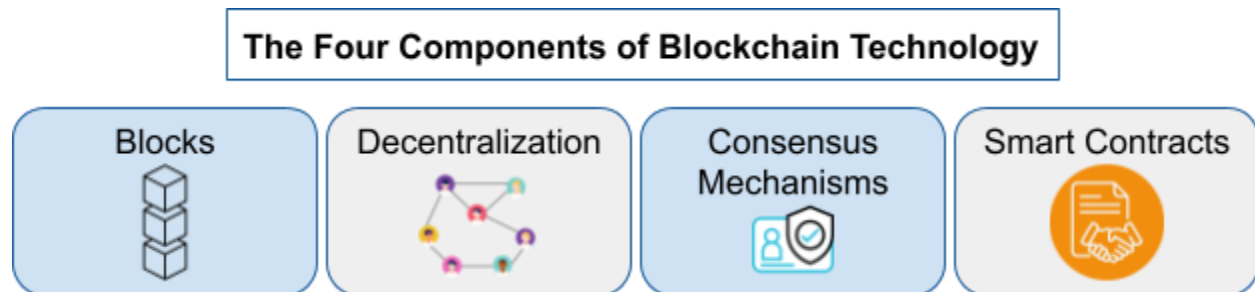 The Four Components of Blockchain Technology
Blocks
Decentralization
Consensus
Mechanisms
Smart Contracts